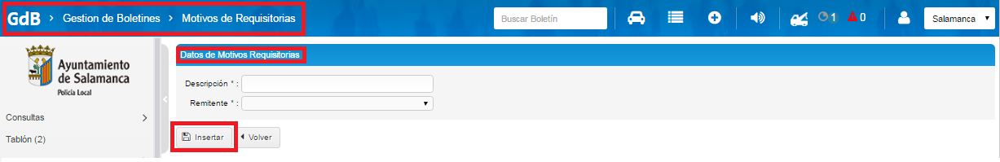 GdB > Gestion de Boletines > Motivos de Requisitorias Buscar Boletín 1 0 Salamanca
Ayuntamiento
de Salamanca
Policía Local
Consultas
Tablón (2)
Datos de Motivos Requisitorias
Descripción * :
Remitente * :
Insertar Volver